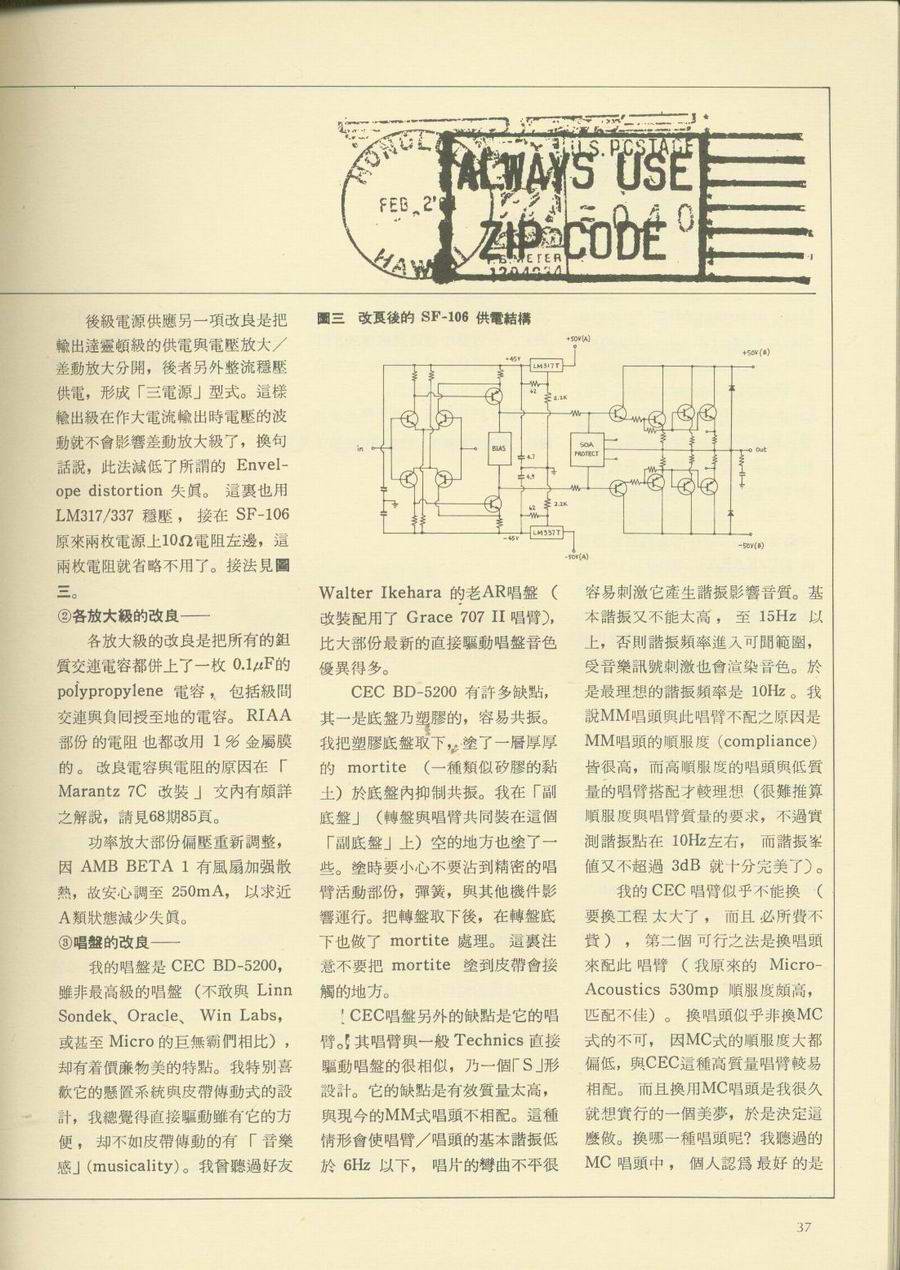 HONOLU
FEB 2'
HAWAII
U.S. POSTAGE
ALWAYS USE
ZIP CODE
040
METER
後級電源供應另一項改良是把
輸出達靈頓級的供電與電壓放大／
差動放大分開，後者另外整流穩壓
供電，形成「三電源」型式。這樣
輸出級在作大電流輸出時電壓的波
動就不會影響差動放大級了，換句
話說，此法減低了所謂的 Envel-
ope distortion 失眞。 這裏也用
LM317/337 穩壓， 接在 SF-106
原來兩枚電源上10Ω電阻左邊，這
兩枚電阻就省略不用了。接法見圖
三。
②各放大級的改良——
各放大級的改良是把所有的鉭
質交連電容都併上了一枚 0.1μF的
polypropylene 電容， 包括級間
交連與負回授至地的電容。 RIAA
部份的電阻也都改用 1％金屬膜
的。改良電容與電阻的原因在「
Marantz 7C 改裝」文內有頗詳
之解說，請見68期85頁。
功率放大部份偏壓重新調整，
因 AMB BETA 1 有風扇加强散
熱，故安心調至 250mA， 以求近
A類狀態減少失眞。
③唱盤的改良——
我的唱盤是 CEC BD-5200，
雖非最高級的唱盤 （不敢與 Linn
Sondek、Oracle、 Win Labs，
或甚至 Micro 的巨無霸們相比），
却有着價廉物美的特點。我特別喜
歡它的懸置系統與皮帶傳動式的設
計，我總覺得直接驅動雖有它的方
便，却不如皮帶傳動的有「音樂
感」(musicality)。我曾聽過好友
圖三 改良後的 SF-106 供電結構
+50V(A)
+45V
LM317T
62
2.2K
+50V(B)
in
BIAS
4.7
4.7
SOA
PROTECT
out
62
2.2K
-45V
LM337T
-50V(A)
-50V(B)
Walter Ikehara 的老AR唱盤 （
改裝配用了 Grace 707 II 唱臂），
比大部份最新的直接驅動唱盤音色
優異得多。
CEC BD-5200 有許多缺點，
其一是底盤乃塑膠的，容易共振。
我把塑膠底盤取下，塗了一層厚厚
的 mortite （一種類似矽膠的黏
土）於底盤內抑制共振。我在「副
底盤」（轉盤與唱臂共同裝在這個
「副底盤」上）空的地方也塗了一
些。塗時要小心不要沾到精密的唱
臂活動部份，彈簧，與其他機件影
響運行。把轉盤取下後，在轉盤底
下也做了 mortite 處理。 這裏注
意不要把 mortite 塗到皮帶會接
觸的地方。
CEC唱盤另外的缺點是它的唱
臂。其唱臂與一般 Technics 直接
驅動唱盤的很相似，乃一個「S」形
設計。它的缺點是有效質量太高，
與現今的MM式唱頭不相配。這種
情形會使唱臂／唱頭的基本諧振低
於 6Hz 以下， 唱片的彎曲不平很
容易刺激它產生諧振影響音質。基
本諧振又不能太高， 至 15Hz 以
上，否則諧振頻率進入可聞範圍，
受音樂訊號刺激也會渲染音色。於
是最理想的諧振頻率是 10Hz。我
說MM唱頭與此唱臂不配之原因是
MM唱頭的順服度 (compliance)
皆很高，而高順服度的唱頭與低質
量的唱臂搭配才較理想（很難推算
順服度與唱臂質量的要求，不過實
測諧振點在 10Hz左右， 而諧振峯
値又不超過 3dB 就十分完美了）。
我的 CEC 唱臂似乎不能換 （
要換工程太大了， 而且必所費不
貲）， 第二個可行之法是換唱頭
來配此唱臂 （我原來的 Micro-
Acoustics 530mp 順服度頗高，
匹配不佳）。 換唱頭似乎非換MC
式的不可， 因MC式的順服度大都
偏低，與CEC這種高質量唱臂較易
相配。 而且換用MC唱頭是我很久
就想實行的一個美夢，於是決定這
麼做。換哪一種唱頭呢？我聽過的
MC 唱頭中， 個人認爲最好的是
37